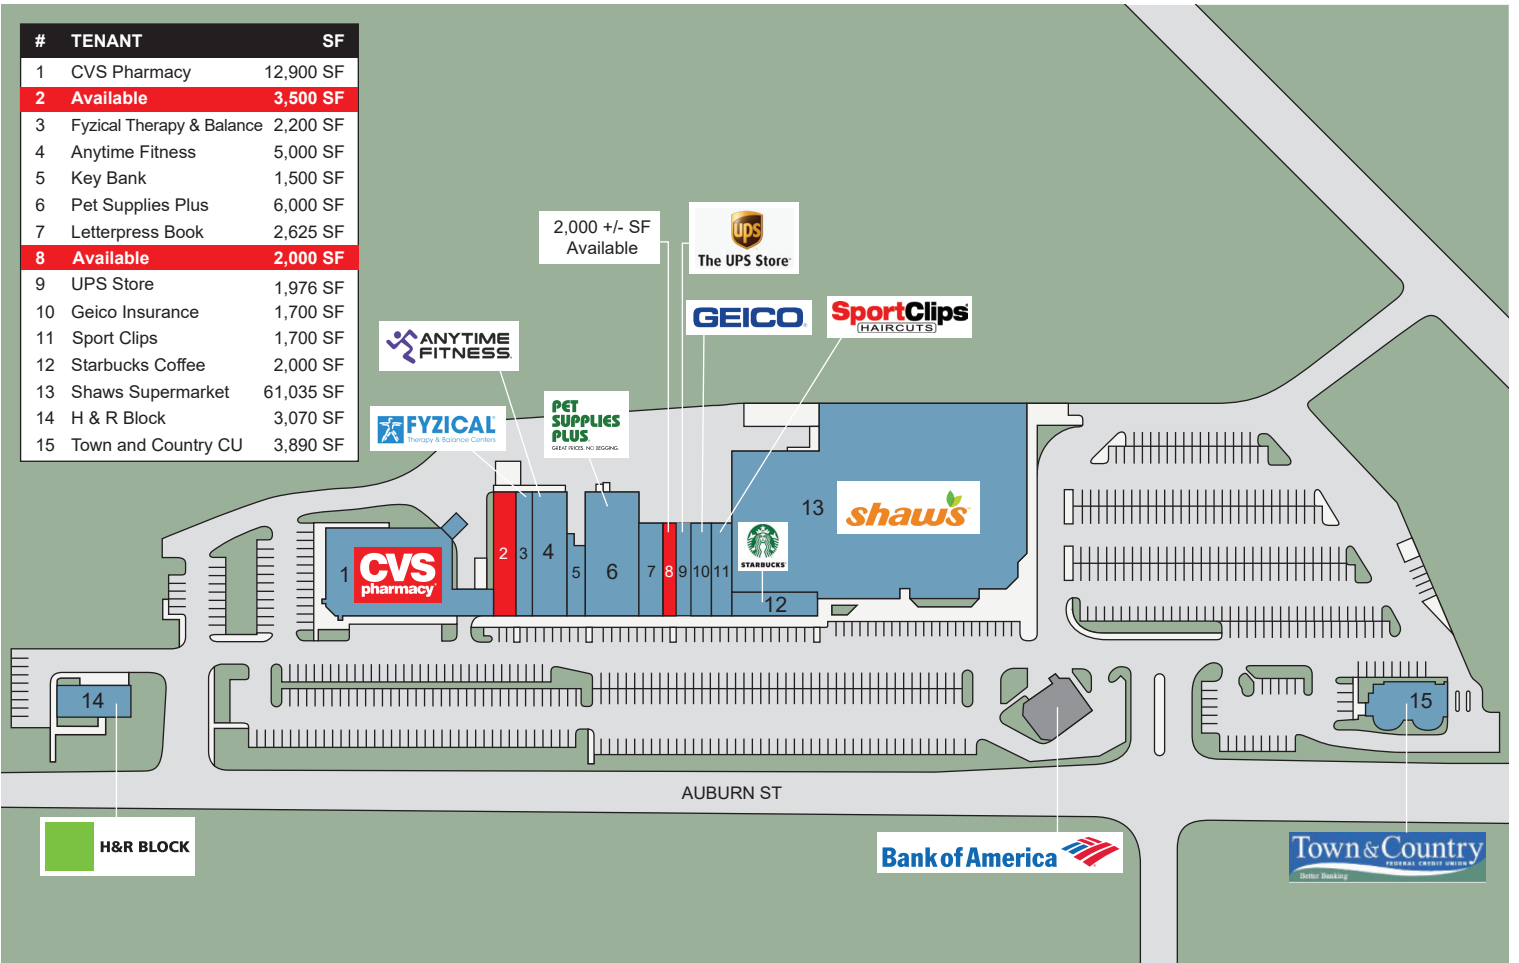 # TENANT SF
1 CVS Pharmacy 12,900 SF
2 Available 3,500 SF
3 Fyzical Therapy & Balance 2,200 SF
4 Anytime Fitness 5,000 SF
5 Key Bank 1,500 SF
6 Pet Supplies Plus 6,000 SF
7 Letterpress Book 2,625 SF
8 Available 2,000 SF
9 UPS Store 1,976 SF
10 Geico Insurance 1,700 SF
11 Sport Clips 1,700 SF
12 Starbucks Coffee 2,000 SF
13 Shaws Supermarket 61,035 SF
14 H & R Block 3,070 SF
15 Town and Country CU 3,890 SF
2,000 +/- SF
Available
ups
The UPS Store
GEICO
SportClips
HAIRCUTS
ANYTIME
FITNESS
FYZICAL
Therapy & Balance Centers
PET
SUPPLIES
PLUS
GREAT PRICES. NO BEGGING.
13
shaw's
STARBUCKS
1
CVS
pharmacy
2
3
4
5
6
7
8
9
10
11
12
14
15
AUBURN ST
H&R BLOCK
Bank of America
Town & Country
FEDERAL CREDIT UNION
Better Banking